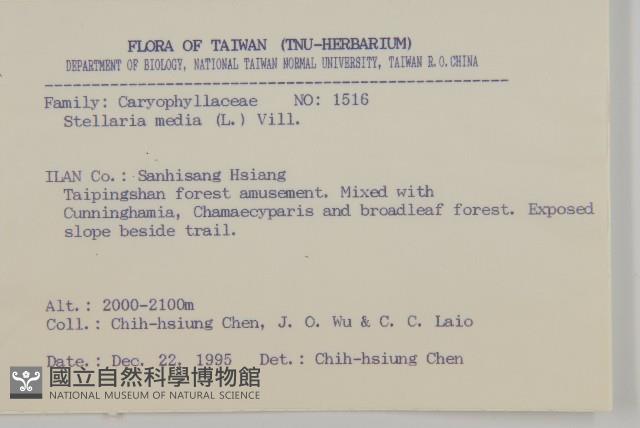 FLORA OF TAIWAN (TNU-HERBARIUM)
DEPARTMENT OF BIOLOGY, NATIONAL TAIWAN NORMAL UNIVERSITY, TAIWAN R.O.CHINA
Family: Caryophyllaceae NO: 1516
Stellaria media (L.) Vill.
ILAN Co.: Sanhisang Hsiang
Taipingshan forest amusement. Mixed with
Cunninghamia, Chamaecyparis and broadleaf forest. Exposed
slope beside trail.
Alt.: 2000-2100m
Coll.: Chih-hsiung Chen, J. O. Wu & C. C. Laio
Date.: Dec. 22, 1995 Det.: Chih-hsiung Chen
國立自然科學博物館
NATIONAL MUSEUM OF NATURAL SCIENCE